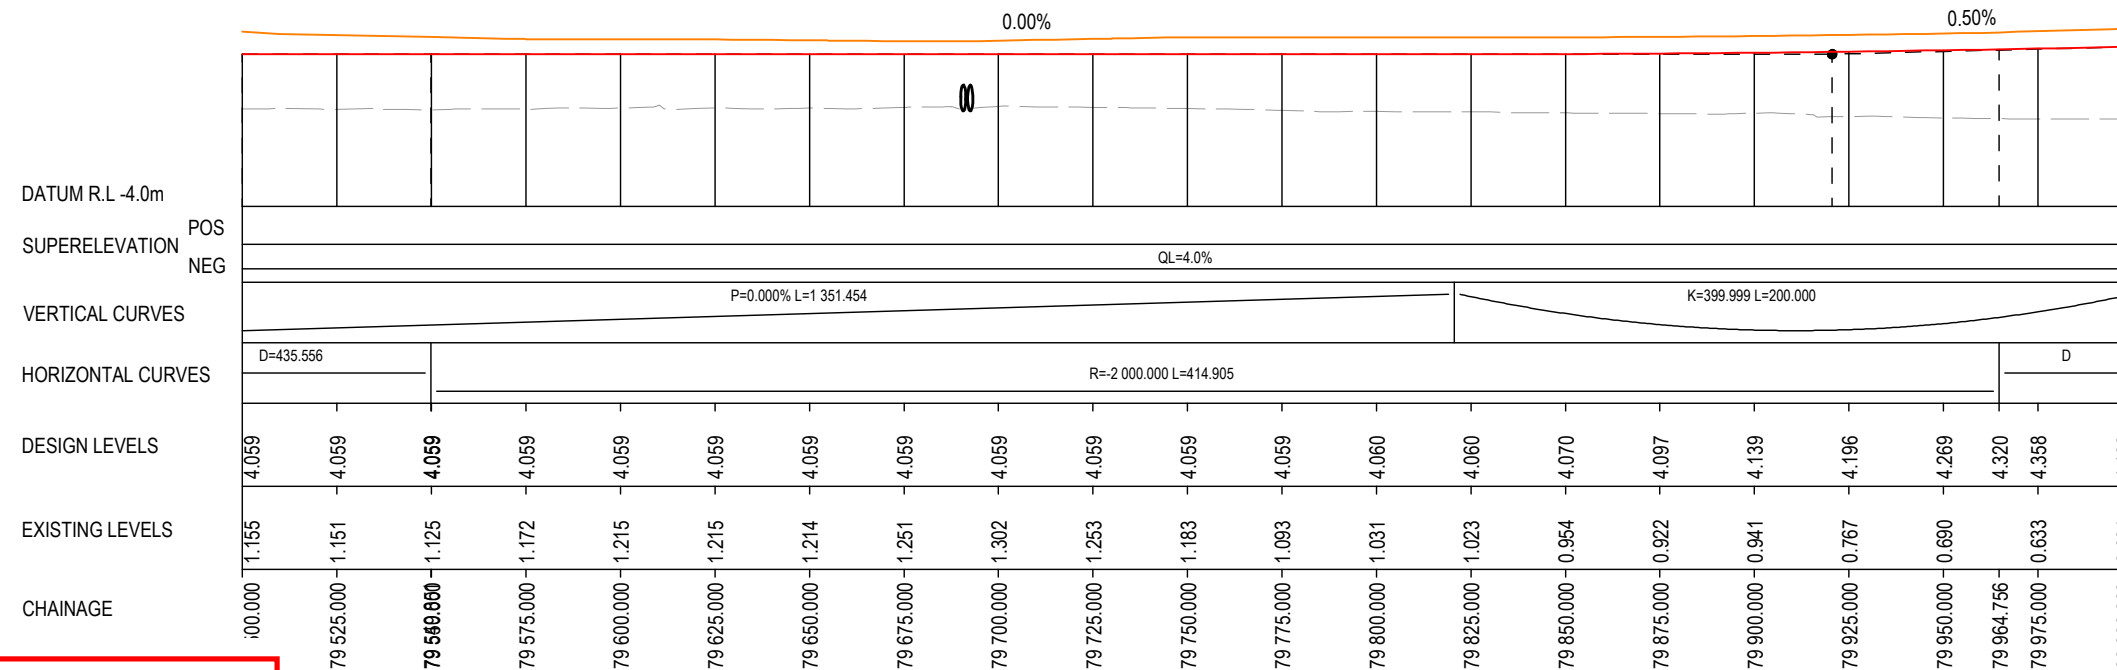 0.00% 0.50%
DATUM R.L -4.0m
SUPERELEVATION
POS
NEG
QL=4.0%
VERTICAL CURVES
P=0.000% L=1 351.454
K=399.999 L=200.000
HORIZONTAL CURVES
D=435.556
R=-2 000.000 L=414.905
D
DESIGN LEVELS
4.059 4.059 4.059 4.059 4.059 4.059 4.059 4.059 4.059 4.059 4.059 4.059 4.060 4.060 4.070 4.097 4.139 4.196 4.269 4.320 4.358
EXISTING LEVELS
1.155 1.151 1.125 1.172 1.215 1.215 1.214 1.251 1.302 1.253 1.183 1.093 1.031 1.023 0.954 0.922 0.941 0.767 0.690 0.633
CHAINAGE
79 525.000 79 575.000 79 600.000 79 625.000 79 650.000 79 675.000 79 700.000 79 725.000 79 750.000 79 775.000 79 800.000 79 825.000 79 850.000 79 875.000 79 900.000 79 925.000 79 950.000 79 964.756 79 975.000